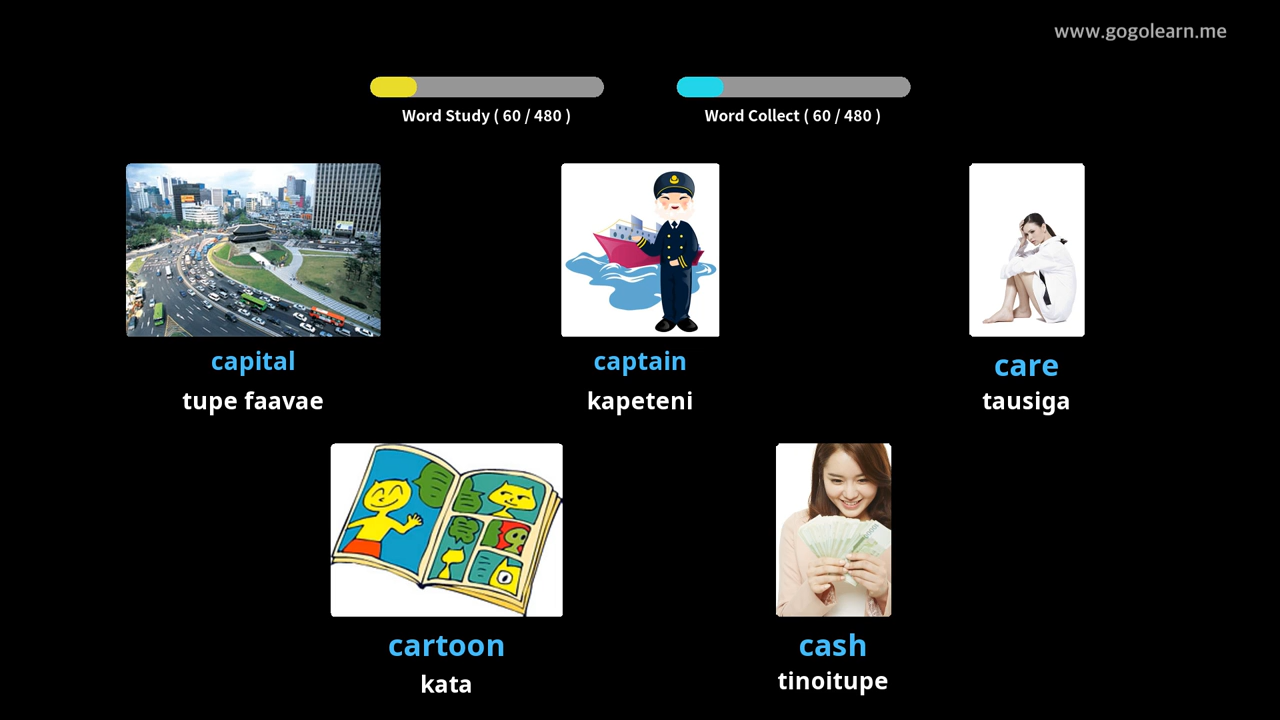 www.gogolearn.me
Word Study ( 60 / 480 )
Word Collect ( 60 / 480 )
capital
tupe faavae
captain
kapeteni
care
tausiga
cartoon
kata
cash
tinoitupe